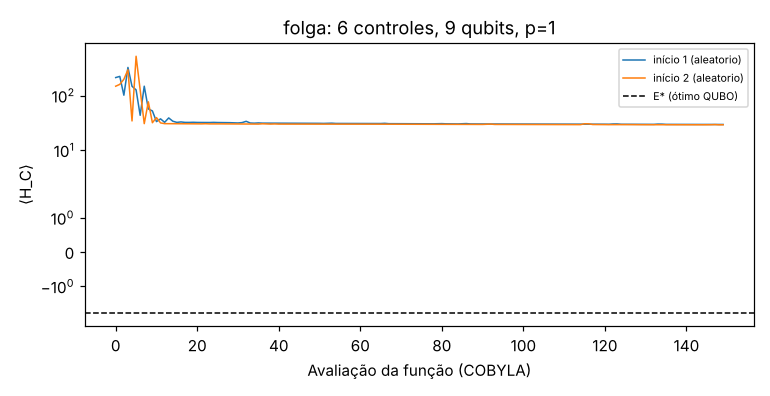 folga: 6 controles, 9 qubits, p=1
início 1 (aleatorio)
início 2 (aleatorio)
E* (ótimo QUBO)
⟨H_C⟩
10²
10¹
10⁰
0
−10⁰
0 20 40 60 80 100 120 140
Avaliação da função (COBYLA)